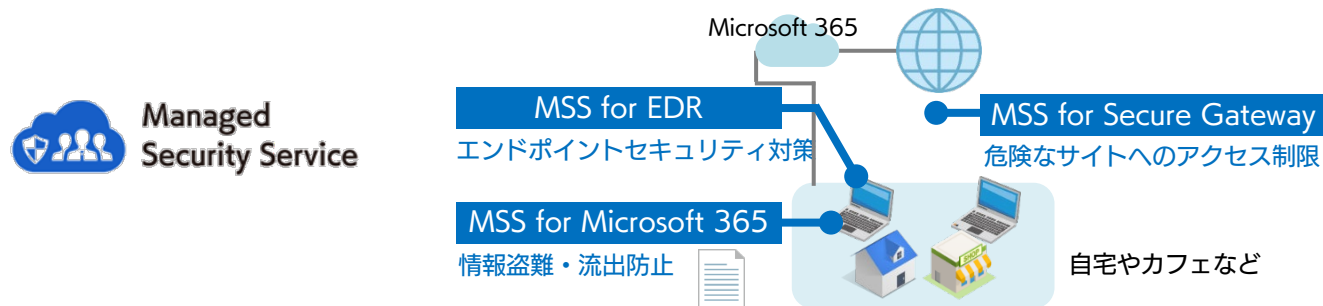 Managed
Security Service
Microsoft 365
MSS for EDR
エンドポイントセキュリティ対策
MSS for Secure Gateway
危険なサイトへのアクセス制限
MSS for Microsoft 365
情報盗難・流出防止
SHOP
自宅やカフェなど